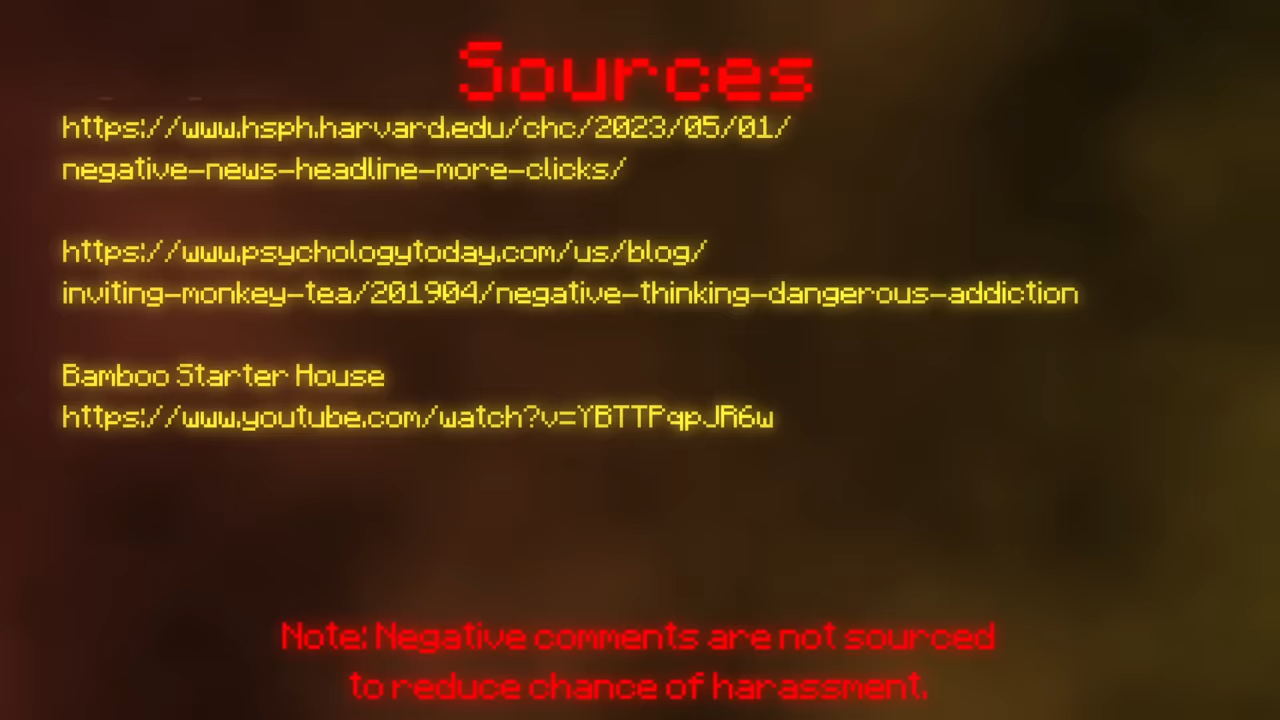 Sources
https://www.hsph.harvard.edu/chc/2023/05/01/
negative-news-headline-more-clicks/
https://www.psychologytoday.com/us/blog/
inviting-monkey-tea/201904/negative-thinking-dangerous-addiction
Bamboo Starter House
https://www.youtube.com/watch?v=YBTTPqpJR6w
Note: Negative comments are not sourced
to reduce chance of harassment.